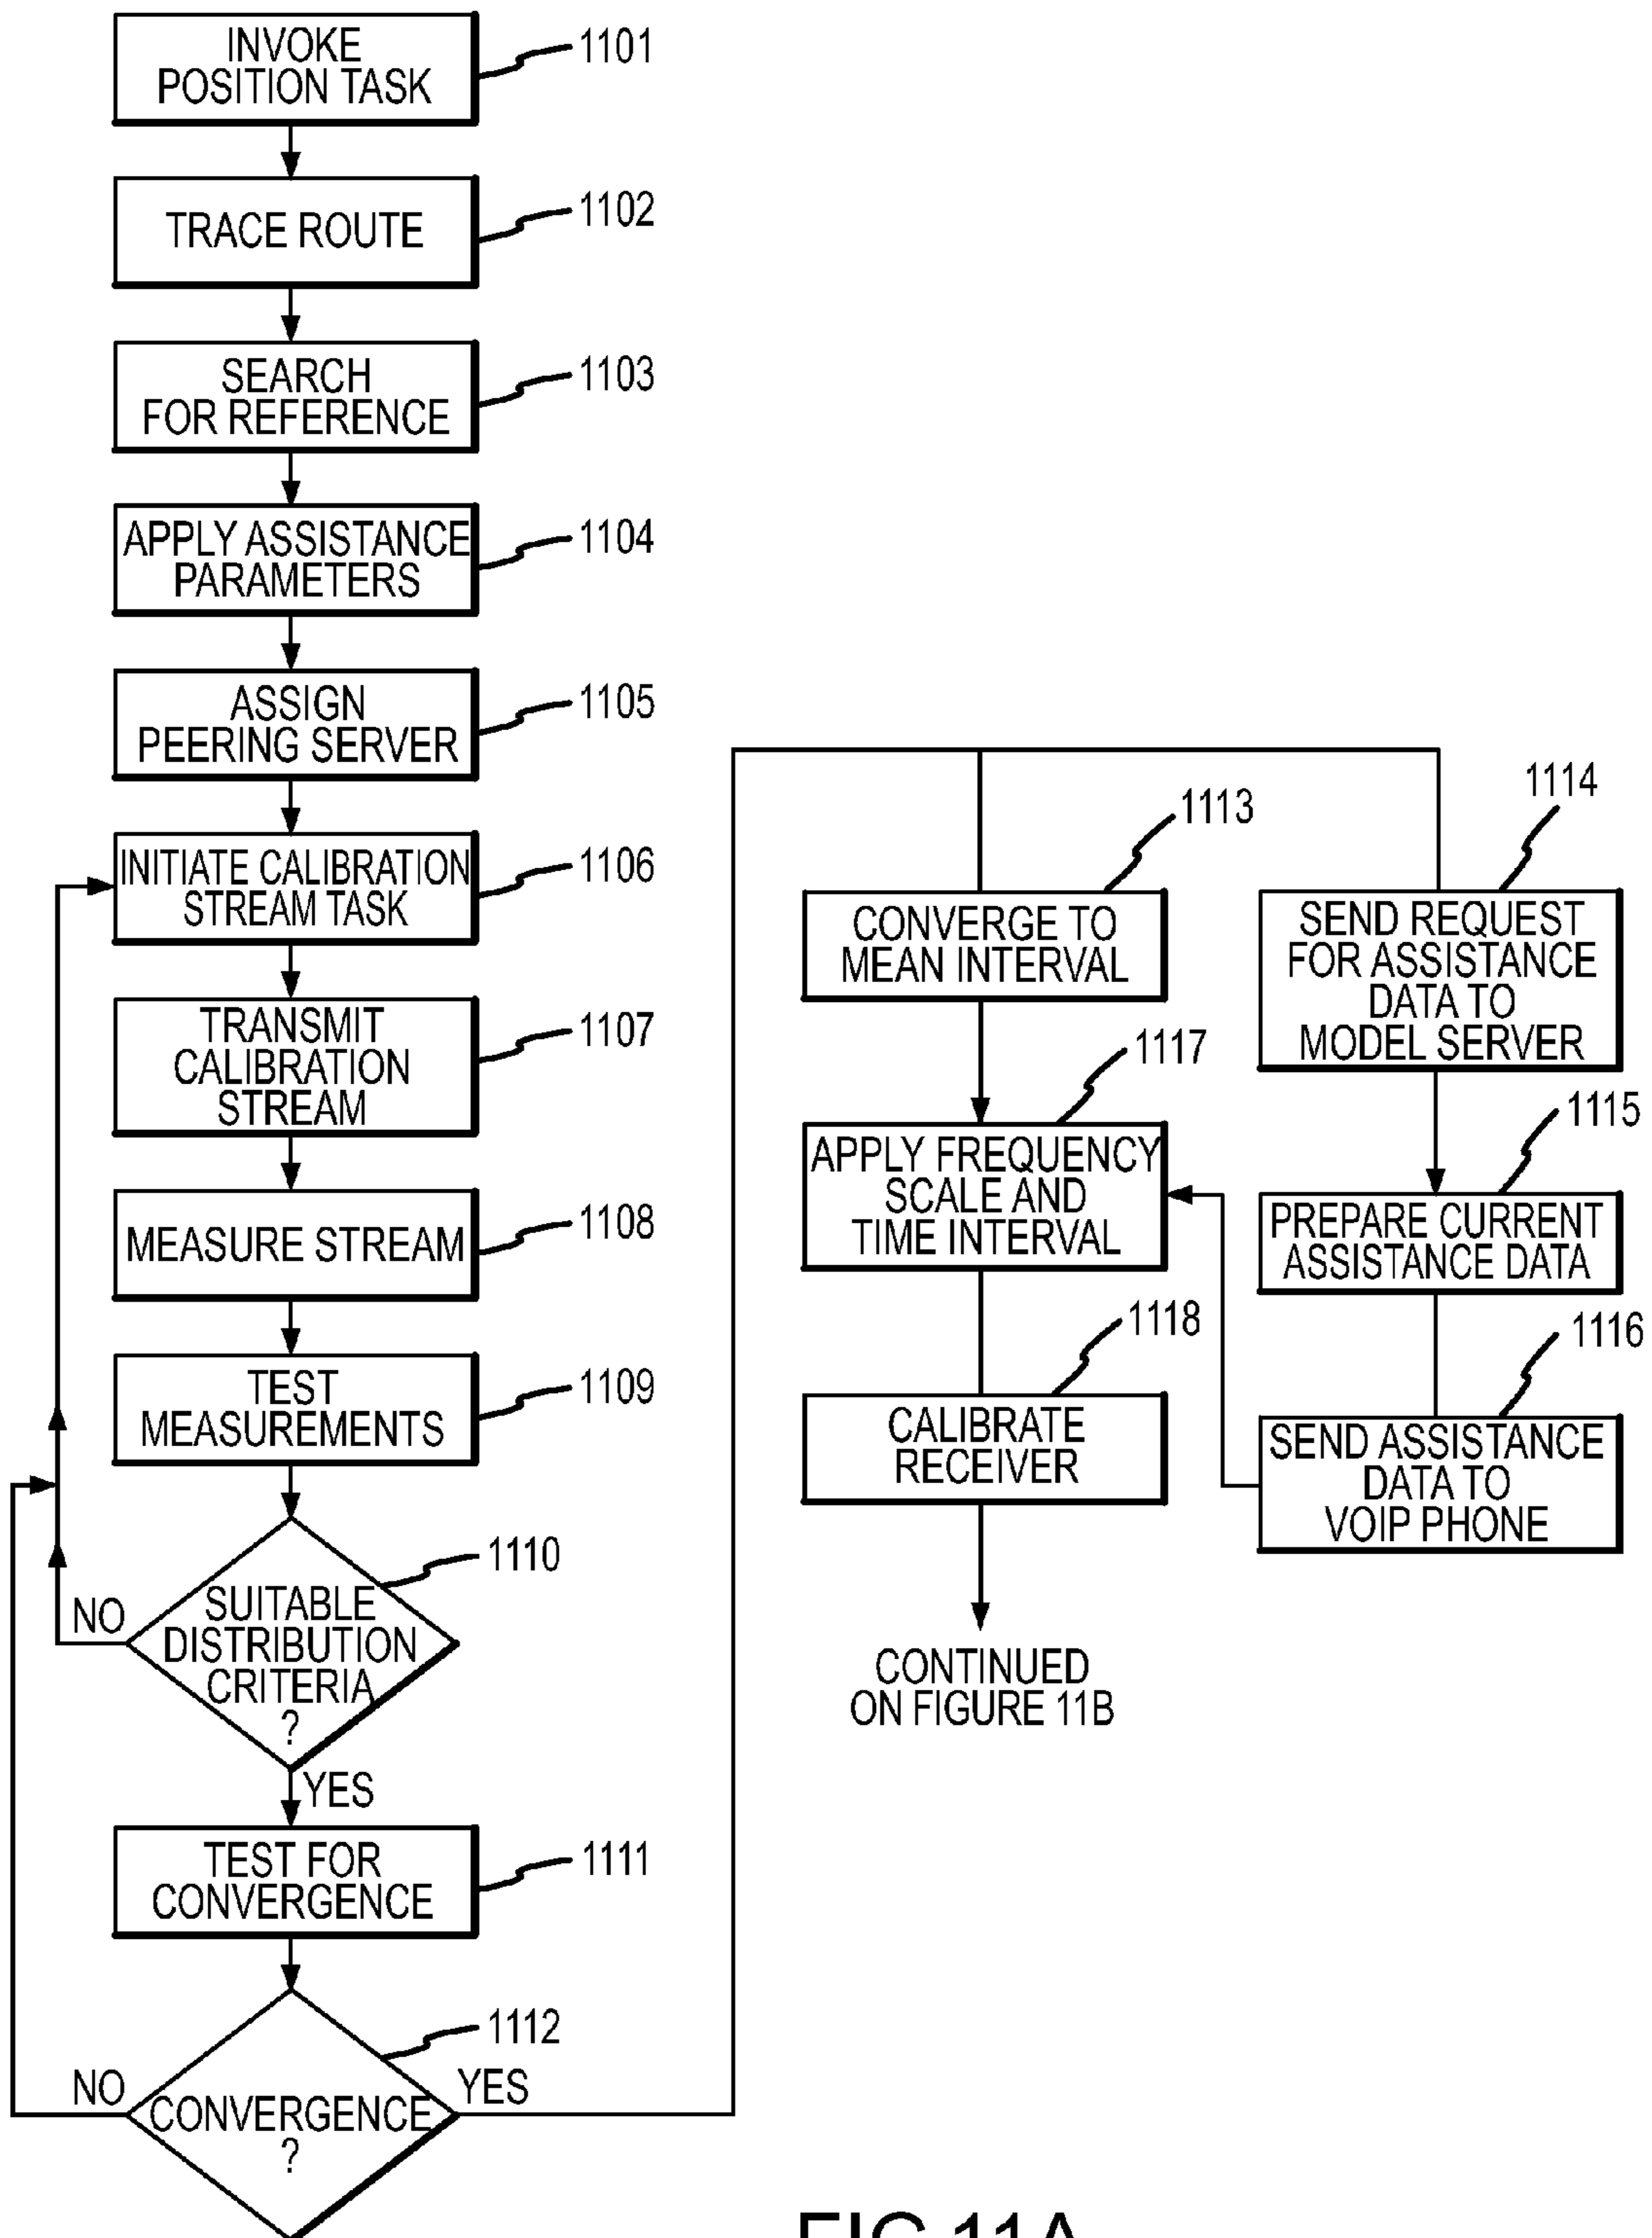 INVOKE
POSITION TASK
1101
TRACE ROUTE
1102
SEARCH
FOR REFERENCE
1103
APPLY ASSISTANCE
PARAMETERS
1104
ASSIGN
PEERING SERVER
1105
INITIATE CALIBRATION
STREAM TASK
1106
TRANSMIT
CALIBRATION
STREAM
1107
MEASURE STREAM
1108
TEST
MEASUREMENTS
1109
SUITABLE
DISTRIBUTION
CRITERIA
?
1110
NO
YES
TEST FOR
CONVERGENCE
1111
CONVERGENCE
?
1112
NO
YES
CONVERGE TO
MEAN INTERVAL
1113
SEND REQUEST
FOR ASSISTANCE
DATA TO
MODEL SERVER
1114
PREPARE CURRENT
ASSISTANCE DATA
1115
SEND ASSISTANCE
DATA TO
VOIP PHONE
1116
APPLY FREQUENCY
SCALE AND
TIME INTERVAL
1117
CALIBRATE
RECEIVER
1118
CONTINUED
ON FIGURE 11B
FIG.11A